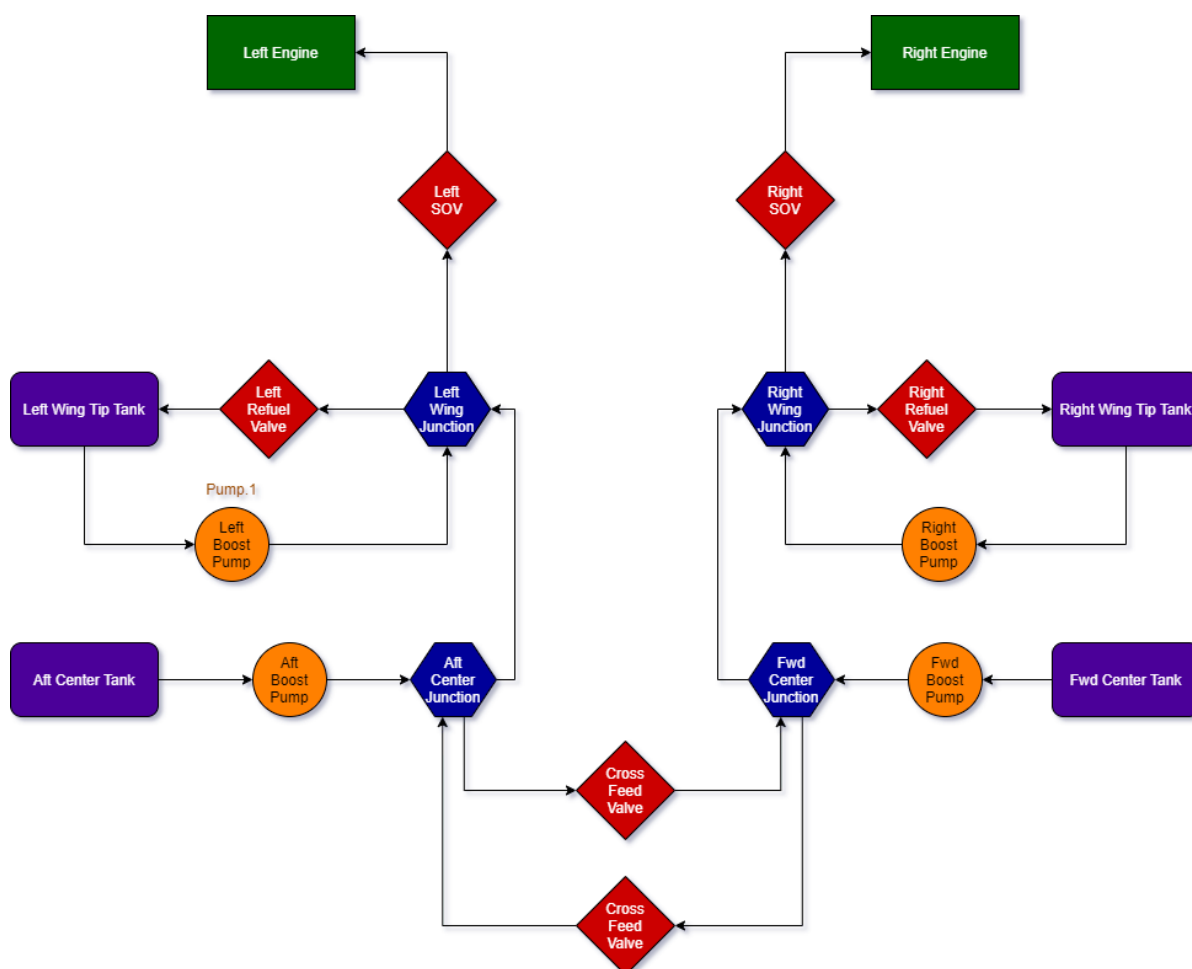 Left Engine
Right Engine
Left
SOV
Right
SOV
Left Wing Tip Tank
Left
Refuel
Valve
Left
Wing
Junction
Right
Wing
Junction
Right
Refuel
Valve
Right Wing Tip Tank
Pump.1
Left
Boost
Pump
Right
Boost
Pump
Aft Center Tank
Aft
Boost
Pump
Aft
Center
Junction
Fwd
Center
Junction
Fwd
Boost
Pump
Fwd Center Tank
Cross
Feed
Valve
Cross
Feed
Valve